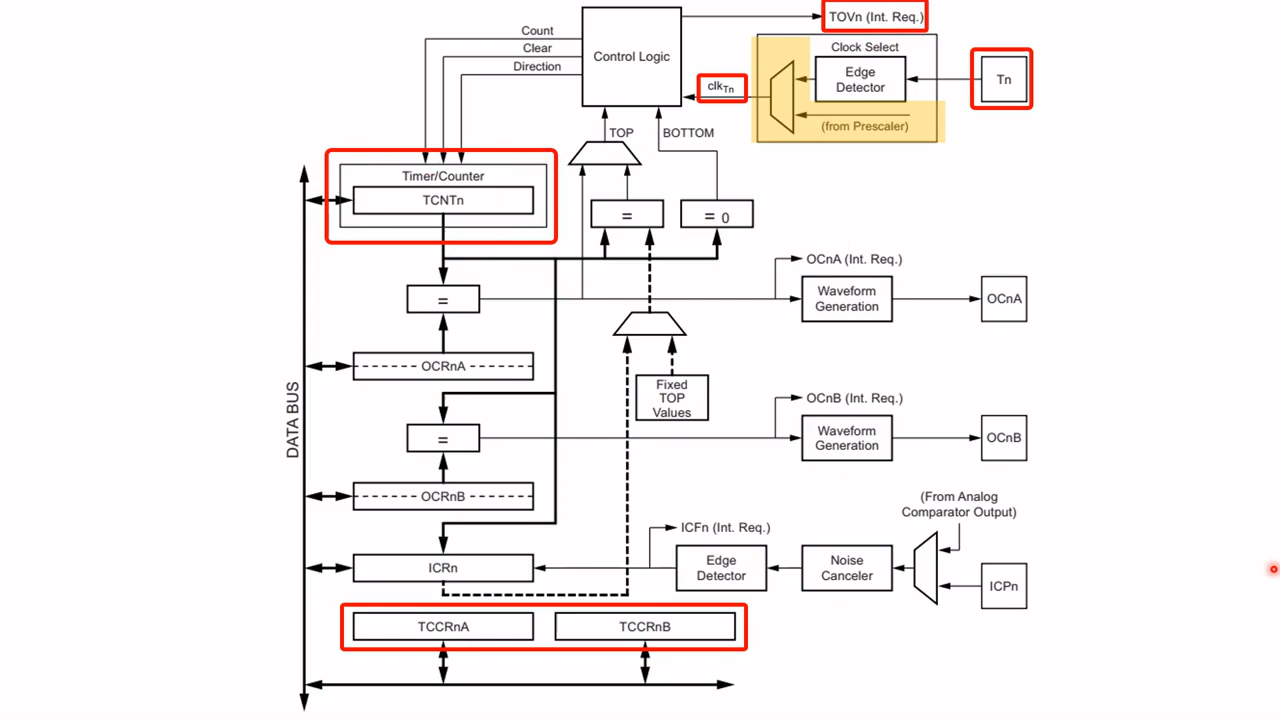 TOVn (Int. Req.)
Count
Clear
Direction
Control Logic
clkTn
Clock Select
Edge
Detector
(from Prescaler)
Tn
TOP
BOTTOM
Timer/Counter
TCNTn
=
= 0
OCnA (Int. Req.)
=
Waveform
Generation
OCnA
OCRnA
Fixed
TOP
Values
DATA BUS
OCnB (Int. Req.)
=
Waveform
Generation
OCnB
OCRnB
(From Analog
Comparator Output)
ICFn (Int. Req.)
ICRn
Edge
Detector
Noise
Canceler
ICPn
TCCRnA
TCCRnB